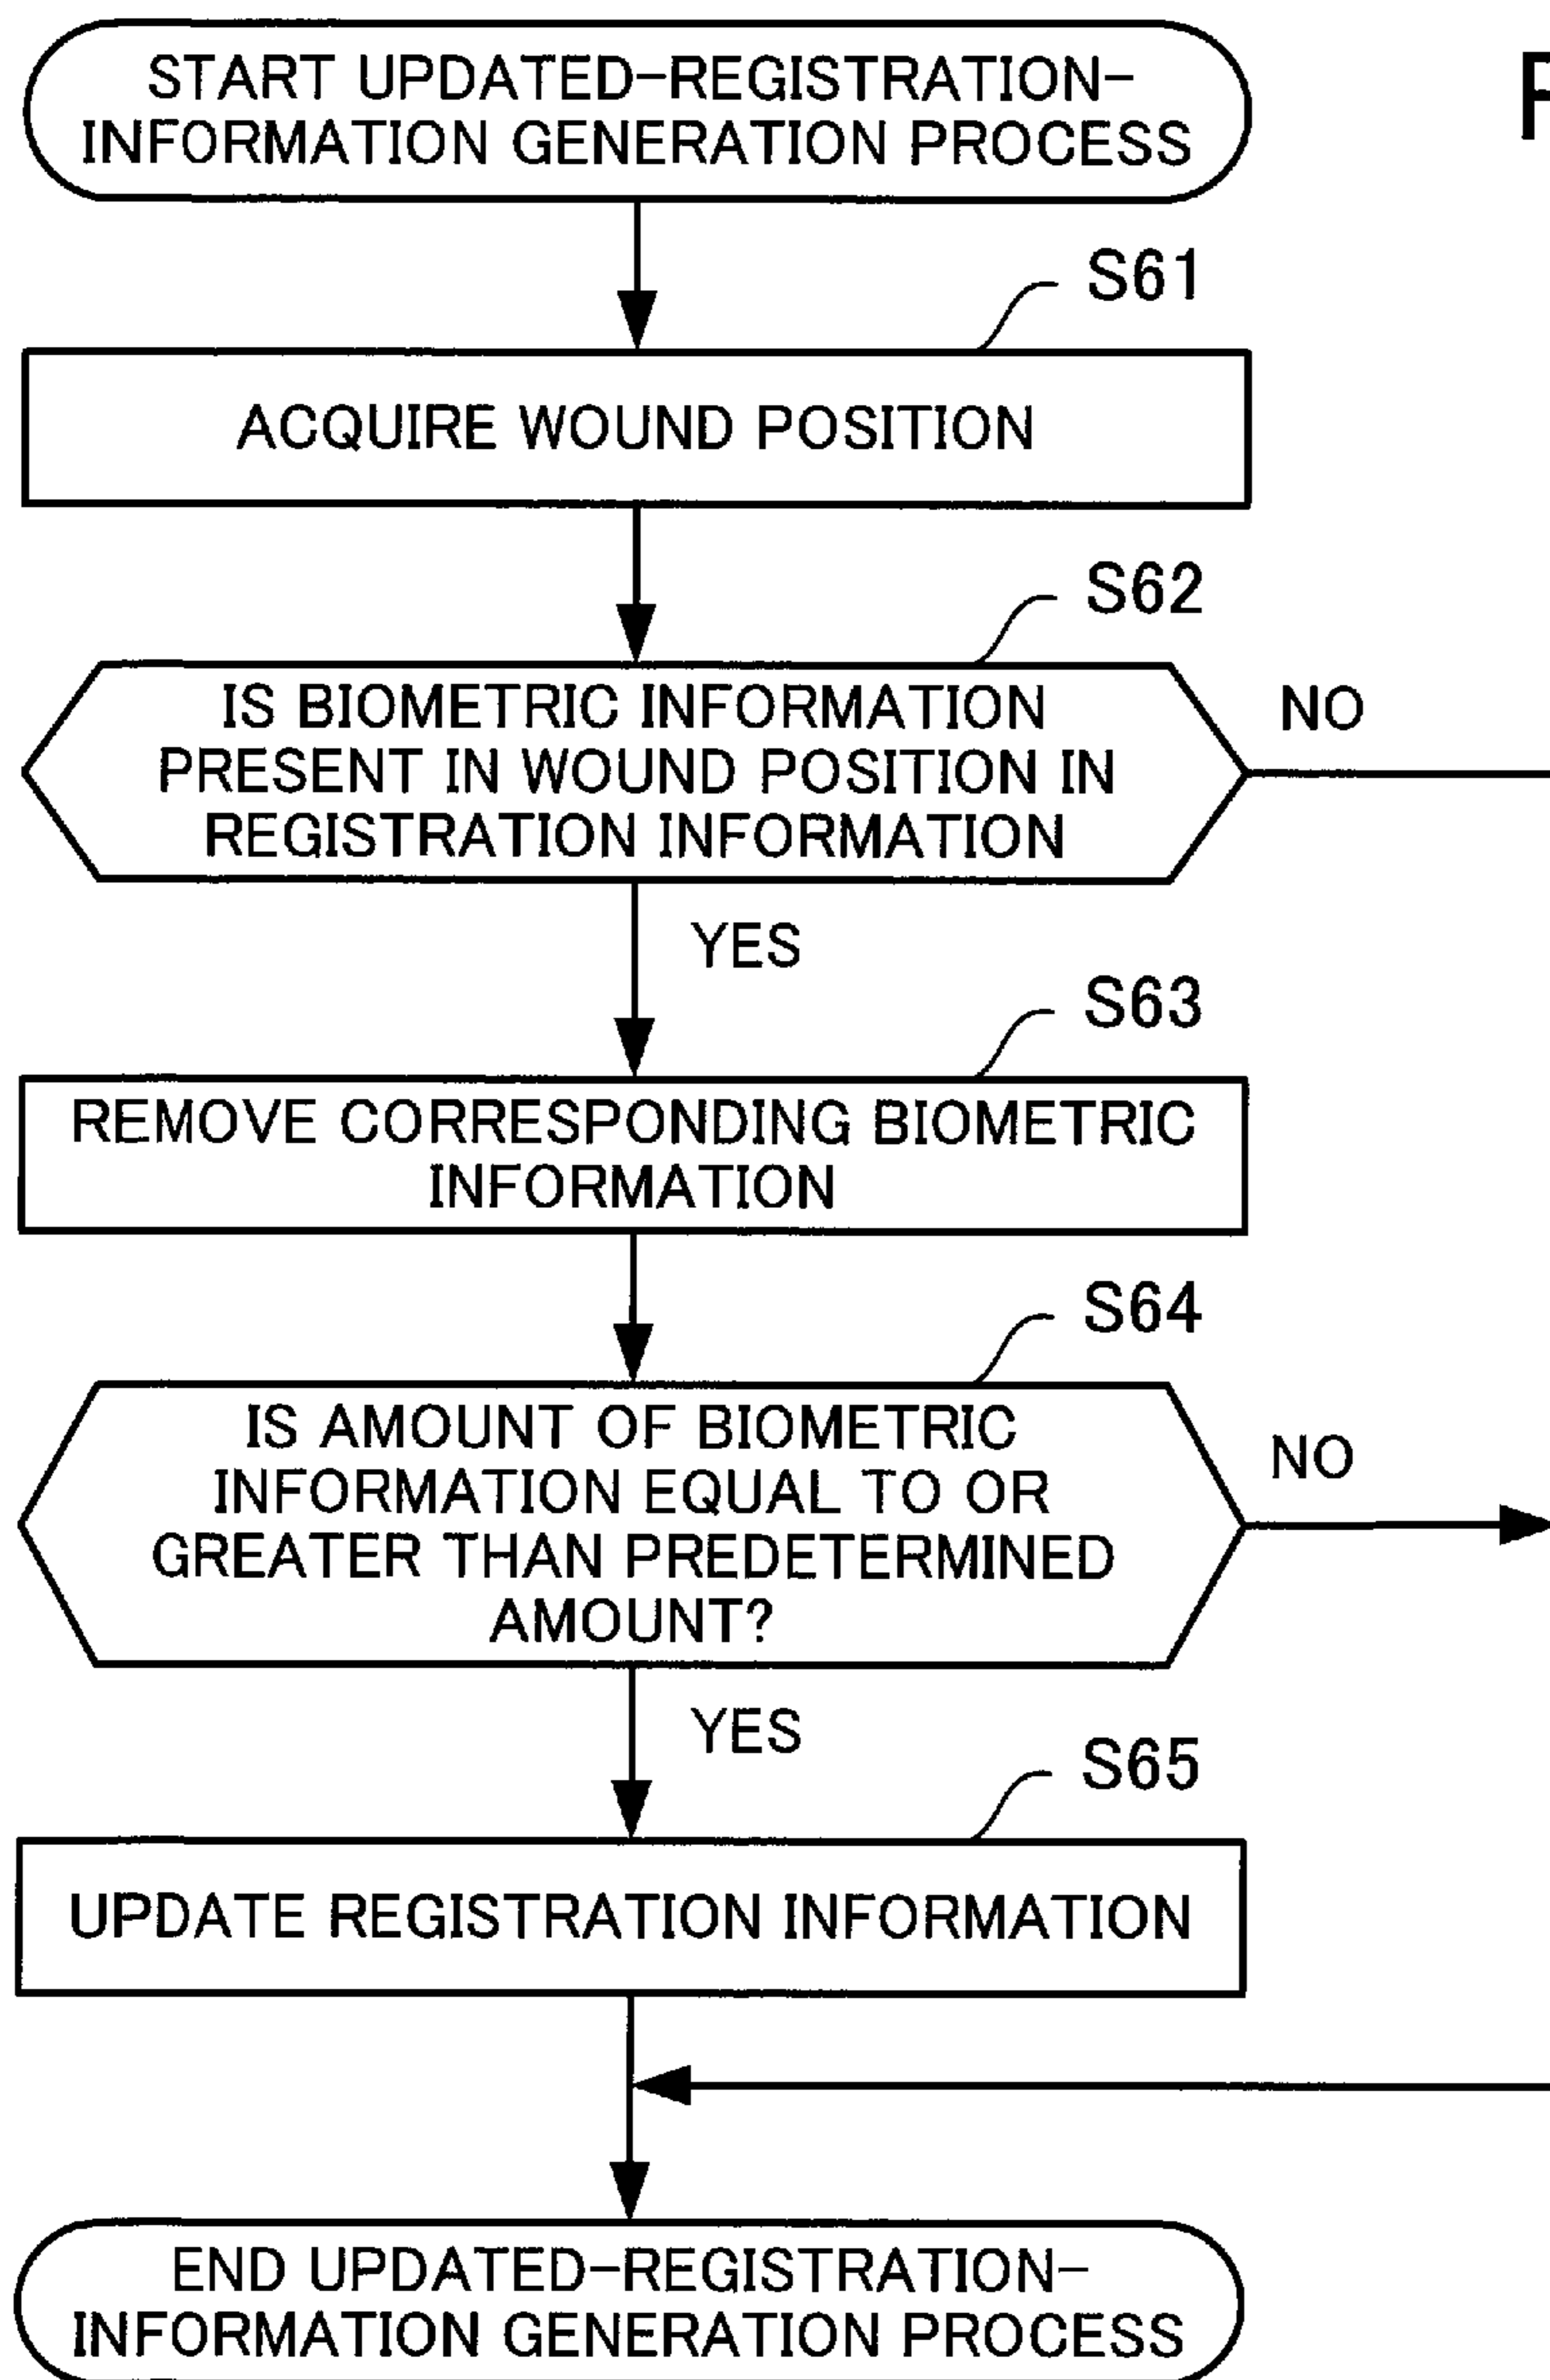 START UPDATED-REGISTRATION-
INFORMATION GENERATION PROCESS
S61
ACQUIRE WOUND POSITION
S62
IS BIOMETRIC INFORMATION
PRESENT IN WOUND POSITION IN
REGISTRATION INFORMATION
NO
YES
S63
REMOVE CORRESPONDING BIOMETRIC
INFORMATION
S64
IS AMOUNT OF BIOMETRIC
INFORMATION EQUAL TO OR
GREATER THAN PREDETERMINED
AMOUNT?
NO
YES
S65
UPDATE REGISTRATION INFORMATION
END UPDATED-REGISTRATION-
INFORMATION GENERATION PROCESS